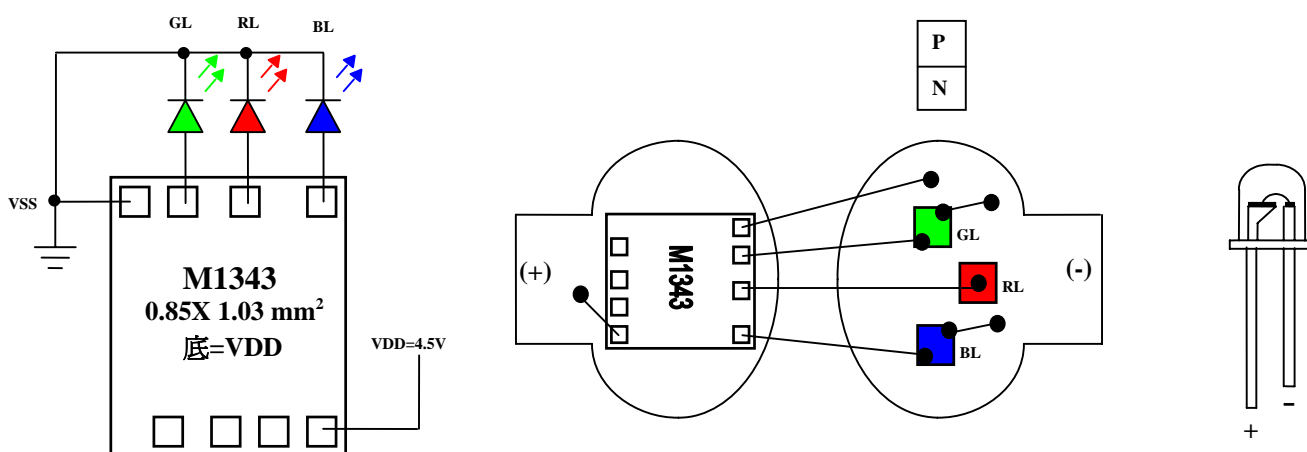 GL RL BL
VSS
M1343
0.85X 1.03 mm²
底=VDD
VDD=4.5V
P
N
(+)
M1343
GL
RL
BL
(-)
+ -